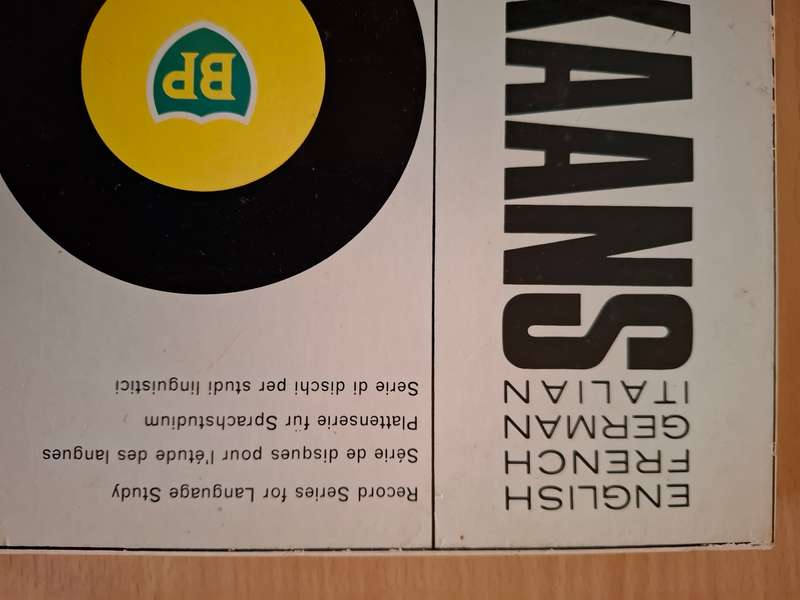 ENGLISH
FRENCH
GERMAN
ITALIAN
KAANS
Record Series for Language Study
Série de disques pour l'étude des langues
Plattenserie für Sprachstudium
Serie di dischi per studi linguistici
BP